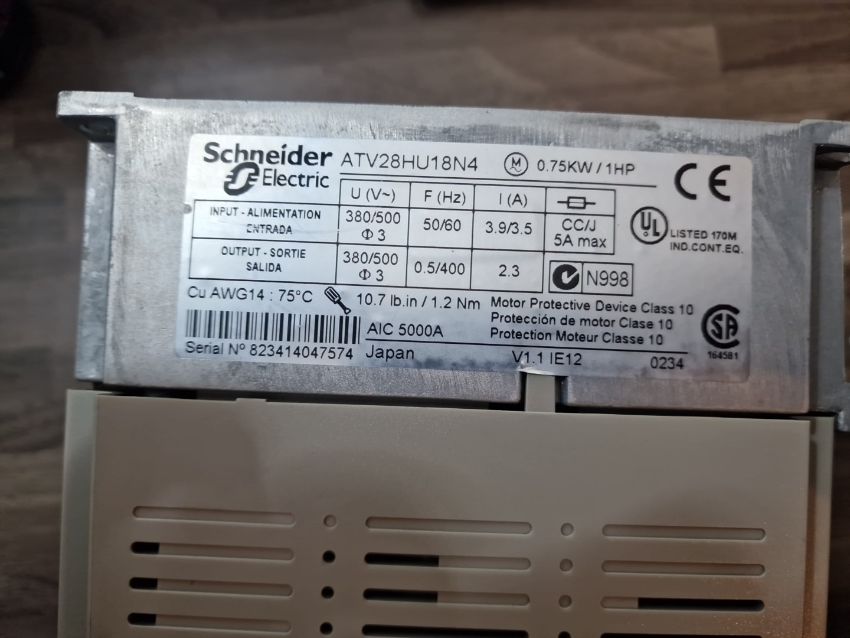 Schneider Electric
ATV28HU18N4 M 0.75KW / 1HP
CE
U (V~) F (Hz) I (A)
INPUT - ALIMENTATION ENTRADA 380/500 Φ 3 50/60 3.9/3.5 CC/J 5A max
OUTPUT - SORTIE SALIDA 380/500 Φ 3 0.5/400 2.3 N998
UL LISTED 170M
IND.CONT.EQ.
Cu AWG14 : 75°C 10.7 lb.in / 1.2 Nm
Motor Protective Device Class 10
Protección de motor Clase 10
Protection Moteur Classe 10
AIC 5000A
Serial Nº 823414047574 Japan V1.1 IE12 0234
SA
164581